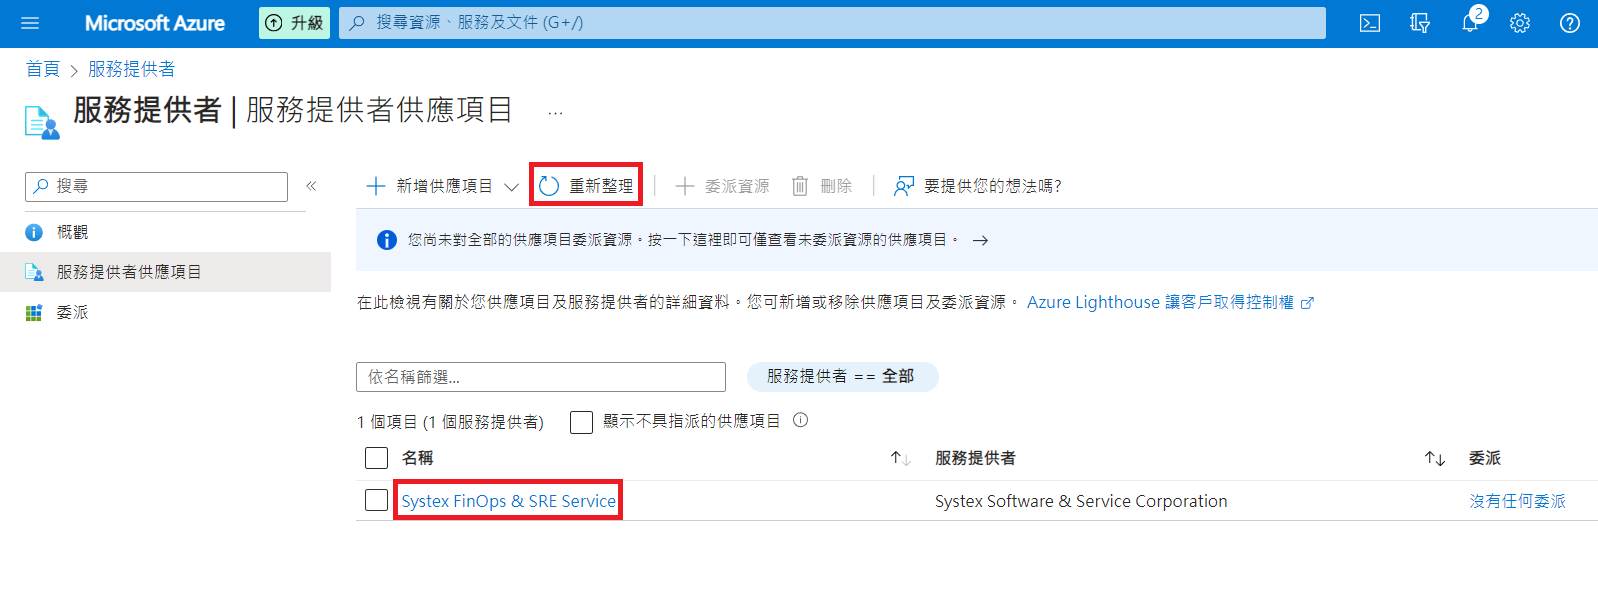 Microsoft Azure
升級
搜尋資源、服務及文件 (G+/)
2
首頁 > 服務提供者
服務提供者 | 服務提供者供應項目 ...
搜尋 «
概觀
服務提供者供應項目
委派
新增供應項目
重新整理
委派資源
刪除
要提供您的想法嗎?
您尚未對全部的供應項目委派資源。按一下這裡即可僅查看未委派資源的供應項目。 →
在此檢視有關於您供應項目及服務提供者的詳細資料。您可新增或移除供應項目及委派資源。 Azure Lighthouse 讓客戶取得控制權
依名稱篩選...
服務提供者 == 全部
1 個項目 (1 個服務提供者)
顯示不具指派的供應項目
名稱 ↑↓ 服務提供者 ↑↓ 委派
Systex FinOps & SRE Service Systex Software & Service Corporation 沒有任何委派